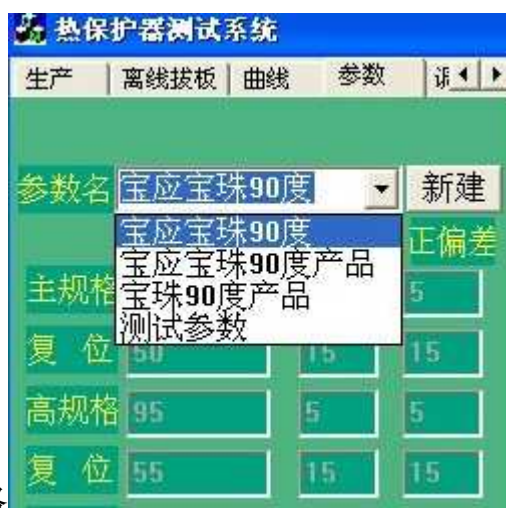 热保护器测试系统
生产 离线拔板 曲线 参数
参数名 宝应宝珠90度 新建
宝应宝珠90度 正偏差
宝应宝珠90度产品
主规格 宝珠90度产品 5
测试参数
复 位 50 15 15
高规格 95 5 5
复 位 55 15 15